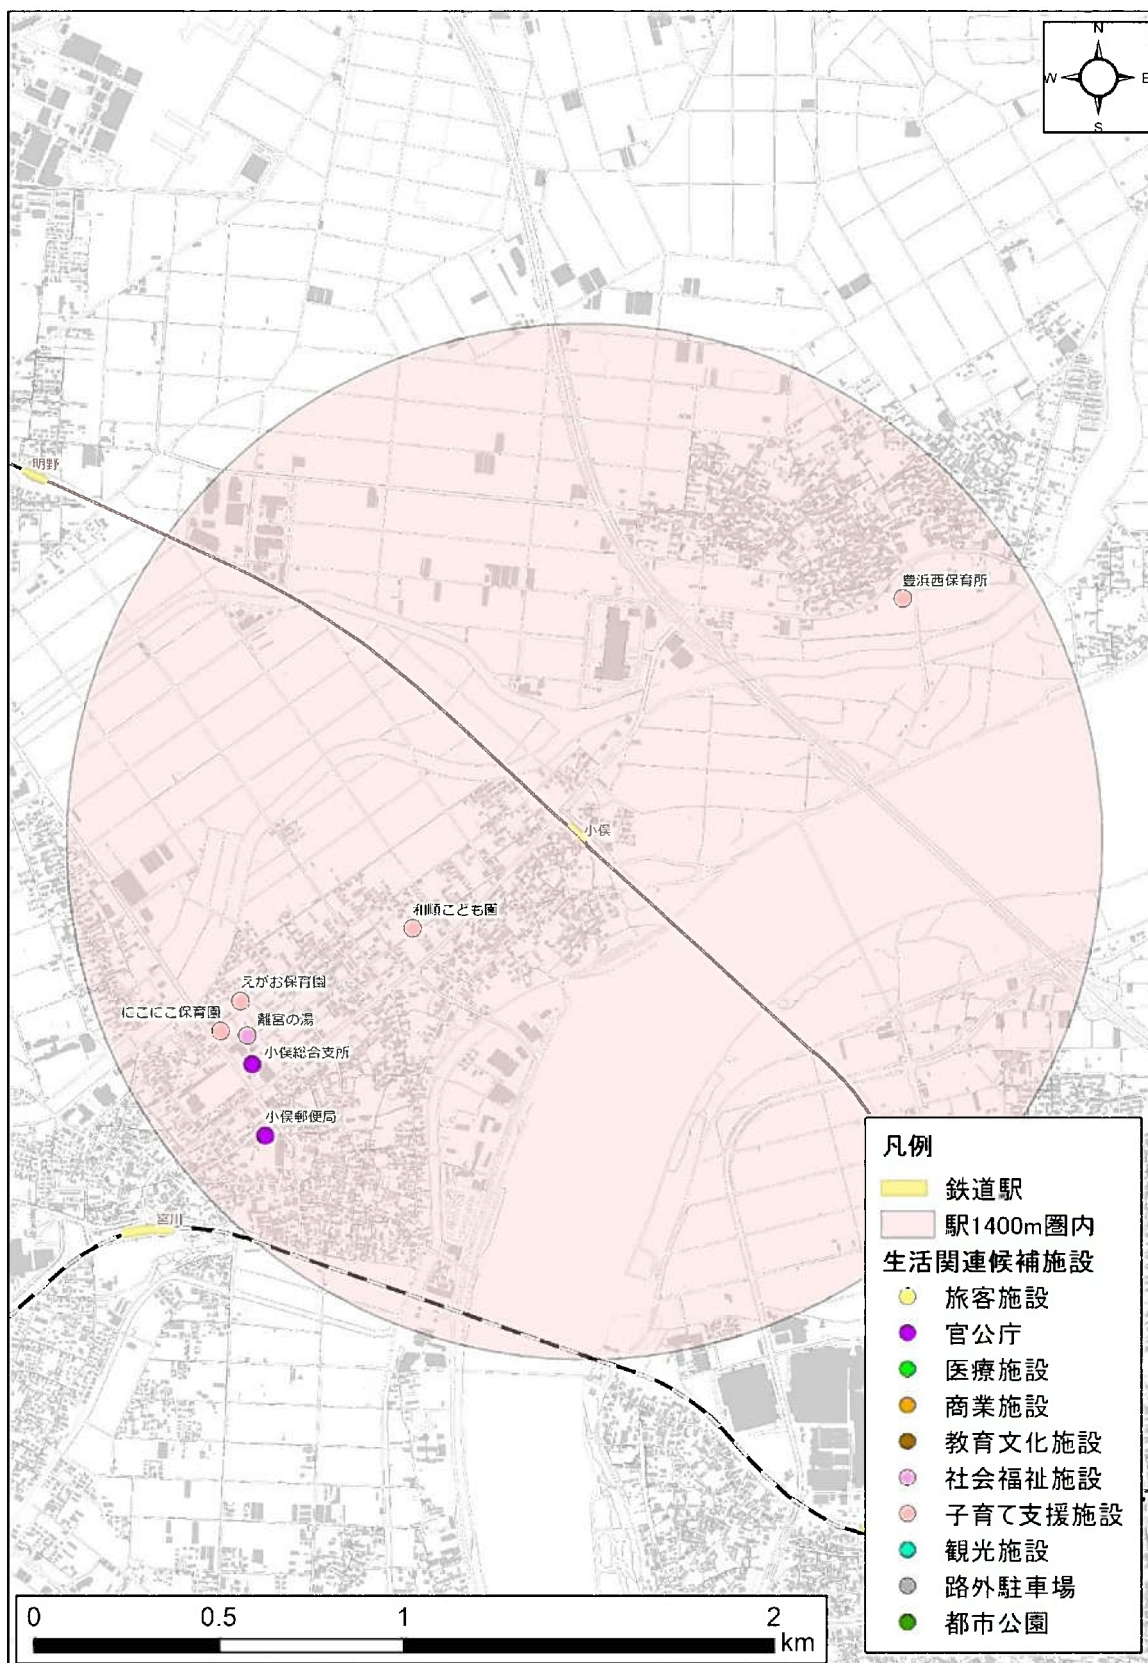 N
W
E
S
明野
豊浜西保育所
小俣
和順こども園
えがお保育園
にこにこ保育園
離宮の湯
小俣総合支所
小俣郵便局
宮川
凡例
鉄道駅
駅1400m圏内
生活関連候補施設
旅客施設
官公庁
医療施設
商業施設
教育文化施設
社会福祉施設
子育て支援施設
観光施設
路外駐車場
都市公園
0 0.5 1 2
km